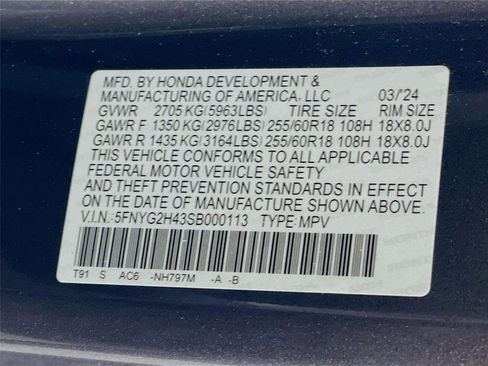 MFD. BY HONDA DEVELOPMENT &
MANUFACTURING OF AMERICA, LLC 03/'24
GVWR 2705 KG(5963LBS) TIRE SIZE RIM SIZE
GAWR F 1350 KG(2976LBS) 255/60R18 108H 18X8.0J
GAWR R 1435 KG(3164LBS) 255/60R18 108H 18X8.0J
THIS VEHICLE CONFORMS TO ALL APPLICABLE
FEDERAL MOTOR VEHICLE SAFETY
AND THEFT PREVENTION STANDARDS IN EFFECT
ON THE DATE OF MANUFACTURE SHOWN ABOVE.
V.I.N.:5FNYG2H43SB000113 TYPE:MPV
T91 S AC6 -NH797M -A -B